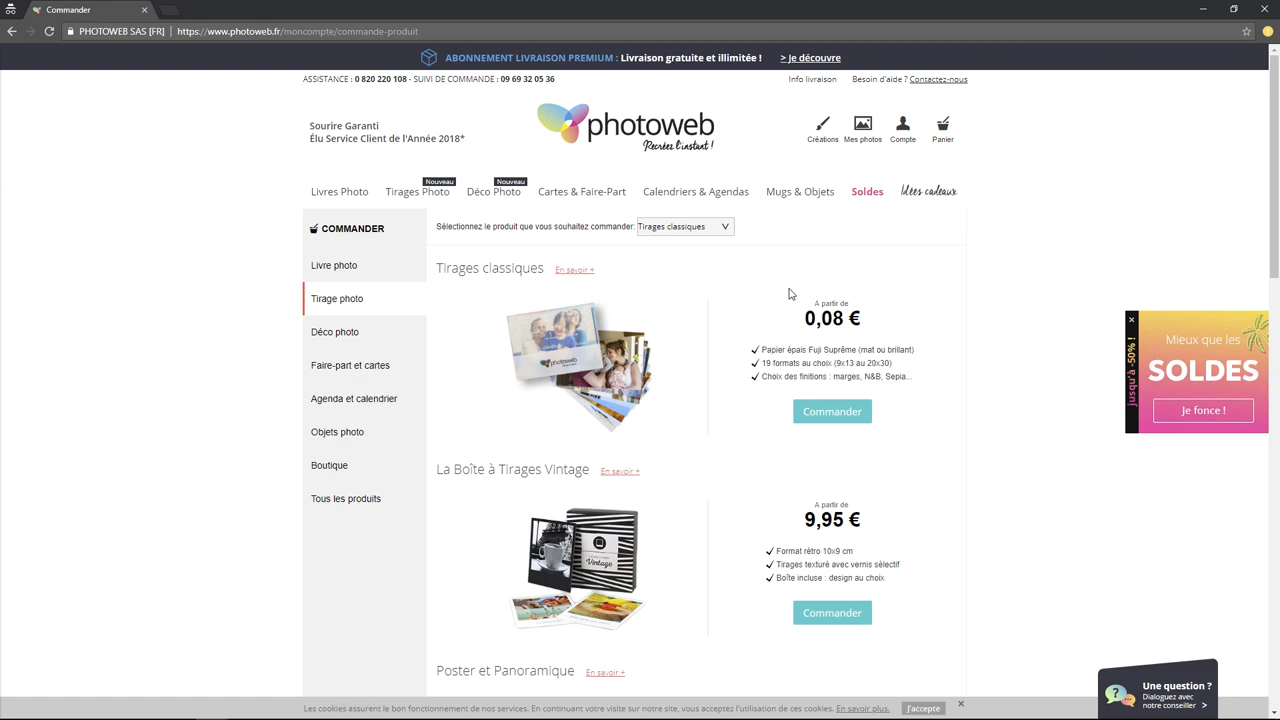 Commander
PHOTOWEB SAS [FR] https://www.photoweb.fr/moncompte/commande-produit
ABONNEMENT LIVRAISON PREMIUM : Livraison gratuite et illimitée ! > Je découvre
ASSISTANCE : 0 820 220 108 - SUIVI DE COMMANDE : 09 69 32 05 36
Info livraison Besoin d'aide ? Contactez-nous
Sourire Garanti
Élu Service Client de l'Année 2018*
photoweb
Recréez l'instant !
Créations Mes photos Compte Panier
Nouveau Nouveau
Livres Photo Tirages Photo Déco Photo Cartes & Faire-Part Calendriers & Agendas Mugs & Objets Soldes Idées cadeaux
COMMANDER
Livre photo
Tirage photo
Déco photo
Faire-part et cartes
Agenda et calendrier
Objets photo
Boutique
Tous les produits
Sélectionnez le produit que vous souhaitez commander: Tirages classiques
Tirages classiques En savoir +
photoweb
A partir de
0,08 €
Papier épais Fuji Suprême (mat ou brillant)
19 formats au choix (9x13 au 20x30)
Choix des finitions : marges, N&B, Sepia...
Commander
La Boîte à Tirages Vintage En savoir +
Vintage
A partir de
9,95 €
Format rétro 10x9 cm
Tirages texturé avec vernis sélectif
Boîte incluse : design au choix
Commander
Poster et Panoramique En savoir +
jusqu'à -50% !
Mieux que les
SOLDES
Je fonce !
Une question ?
Dialoguez avec
notre conseiller >
Les cookies assurent le bon fonctionnement de nos services. En continuant votre visite sur notre site, vous acceptez l'utilisation de ces cookies. En savoir plus. J'accepte